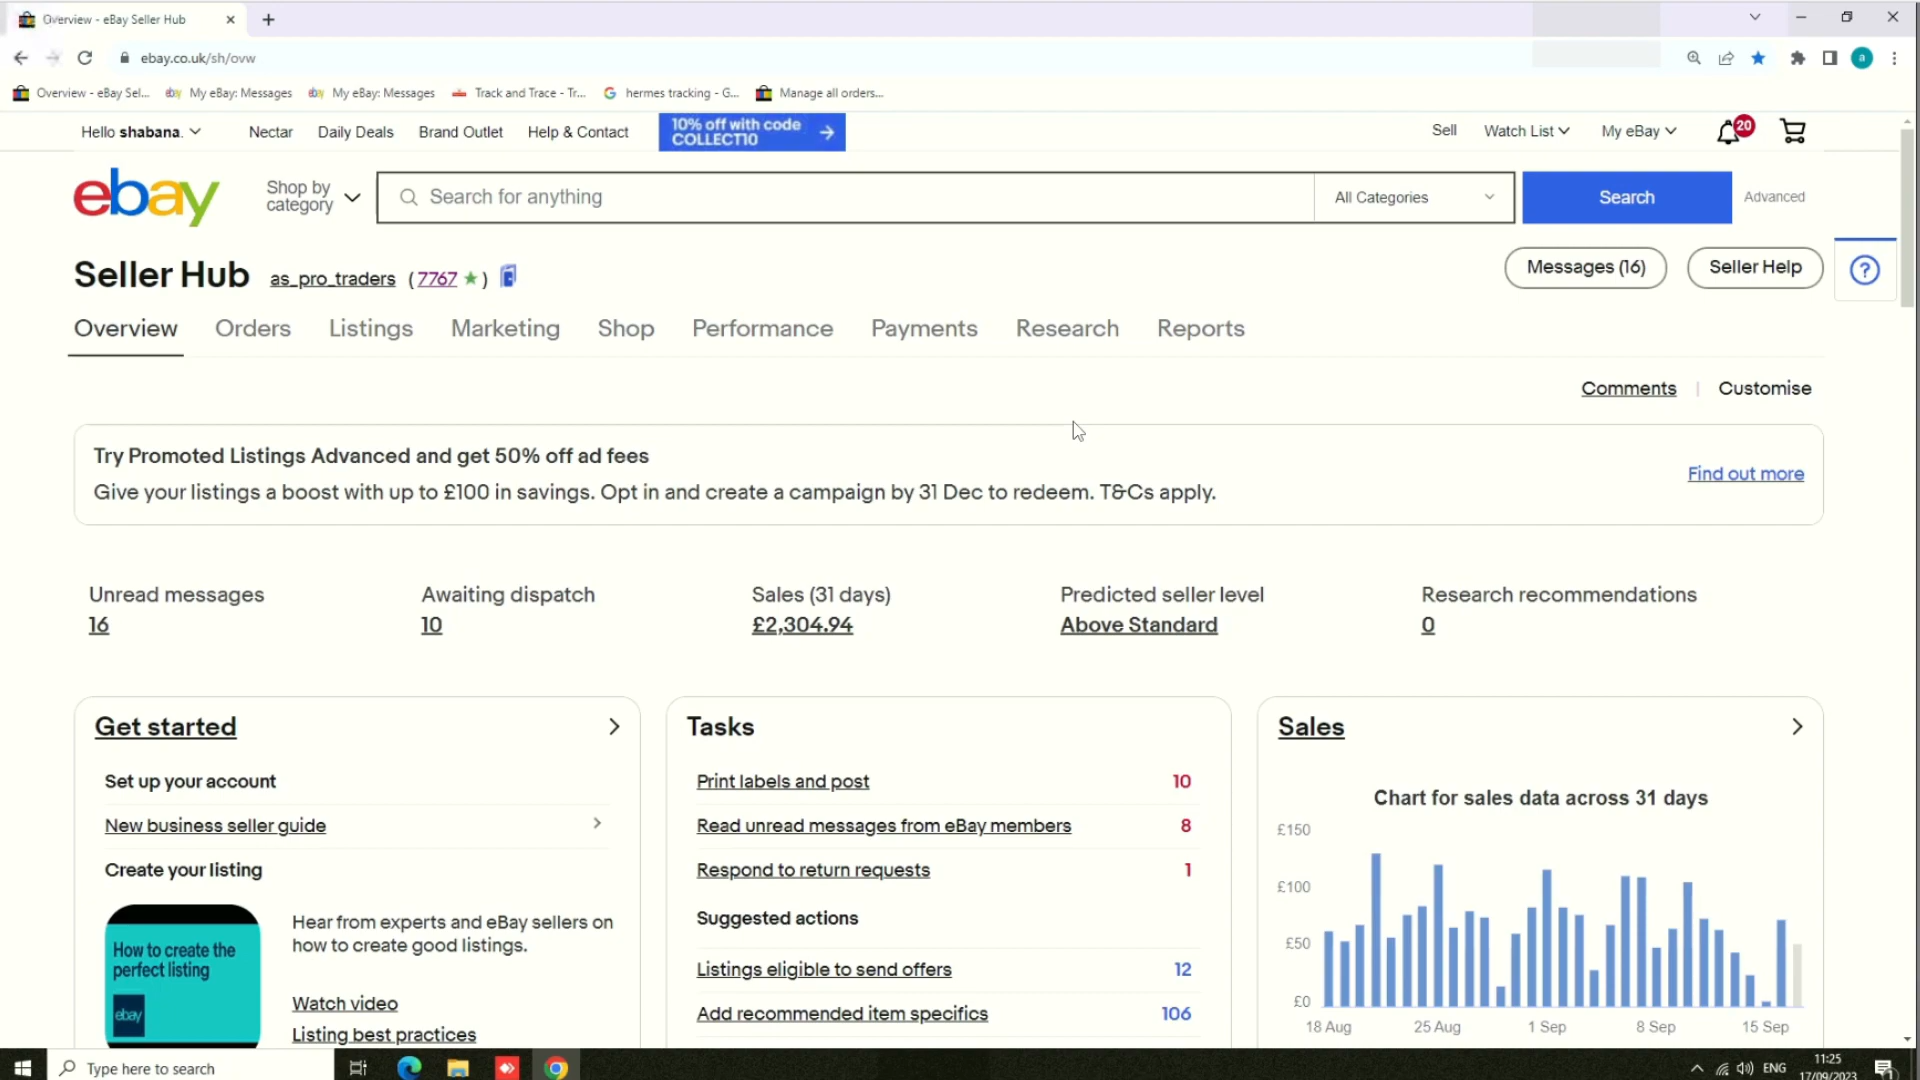 Overview - eBay Seller Hub
ebay.co.uk/sh/ovw
a
Overview - eBay Sel...
ebay My eBay: Messages
ebay My eBay: Messages
Track and Trace - Tr...
hermes tracking - G...
Manage all orders...
Hello shabana.
Nectar
Daily Deals
Brand Outlet
Help & Contact
10% off with code
COLLECT10
Sell
Watch List
My eBay
20
ebay
Shop by
category
Search for anything
All Categories
Search
Advanced
Seller Hub
as_pro_traders (7767)
Messages (16)
Seller Help
?
Overview
Orders
Listings
Marketing
Shop
Performance
Payments
Research
Reports
Comments | Customise
Try Promoted Listings Advanced and get 50% off ad fees
Give your listings a boost with up to £100 in savings. Opt in and create a campaign by 31 Dec to redeem. T&Cs apply.
Find out more
Unread messages
16
Awaiting dispatch
10
Sales (31 days)
£2,304.94
Predicted seller level
Above Standard
Research recommendations
0
Get started
Set up your account
New business seller guide
Create your listing
How to create the
perfect listing
ebay
Hear from experts and eBay sellers on
how to create good listings.
Watch video
Listing best practices
Tasks
Print labels and post 10
Read unread messages from eBay members 8
Respond to return requests 1
Suggested actions
Listings eligible to send offers 12
Add recommended item specifics 106
Sales
Chart for sales data across 31 days
£150
£100
£50
£0
18 Aug
25 Aug
1 Sep
8 Sep
15 Sep
Type here to search
ENG
11:25
17/09/2023
1